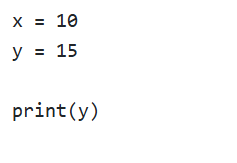 x = 10
y = 15
print(y)